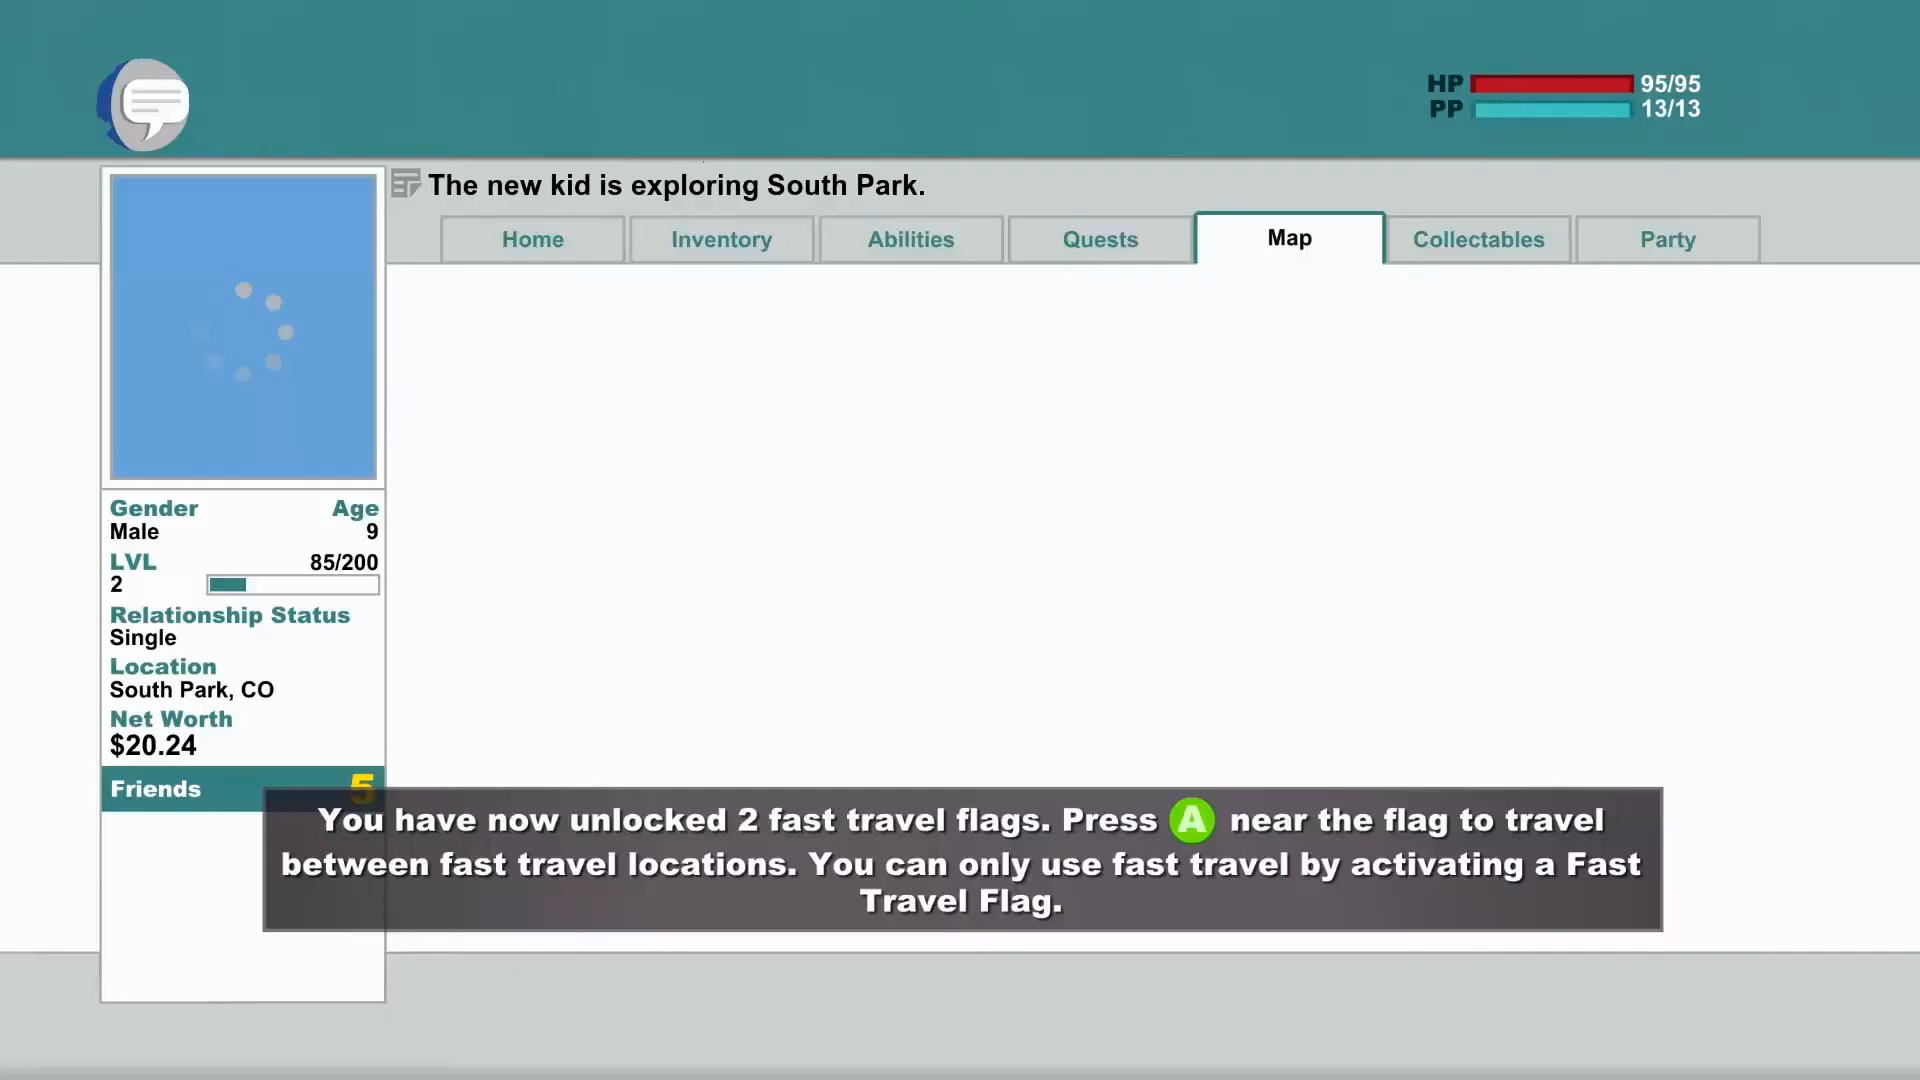 HP 95/95
PP 13/13
The new kid is exploring South Park.
Home Inventory Abilities Quests Map Collectables Party
Gender Age
Male 9
LVL 85/200
2
Relationship Status
Single
Location
South Park, CO
Net Worth
$20.24
Friends 5
You have now unlocked 2 fast travel flags. Press A near the flag to travel
between fast travel locations. You can only use fast travel by activating a Fast
Travel Flag.